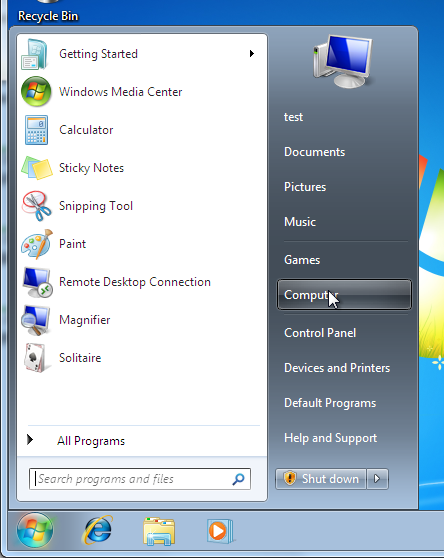 Recycle Bin
Getting Started
Windows Media Center
Calculator
Sticky Notes
Snipping Tool
Paint
Remote Desktop Connection
Magnifier
Solitaire
All Programs
Search programs and files
test
Documents
Pictures
Music
Games
Computer
Control Panel
Devices and Printers
Default Programs
Help and Support
Shut down